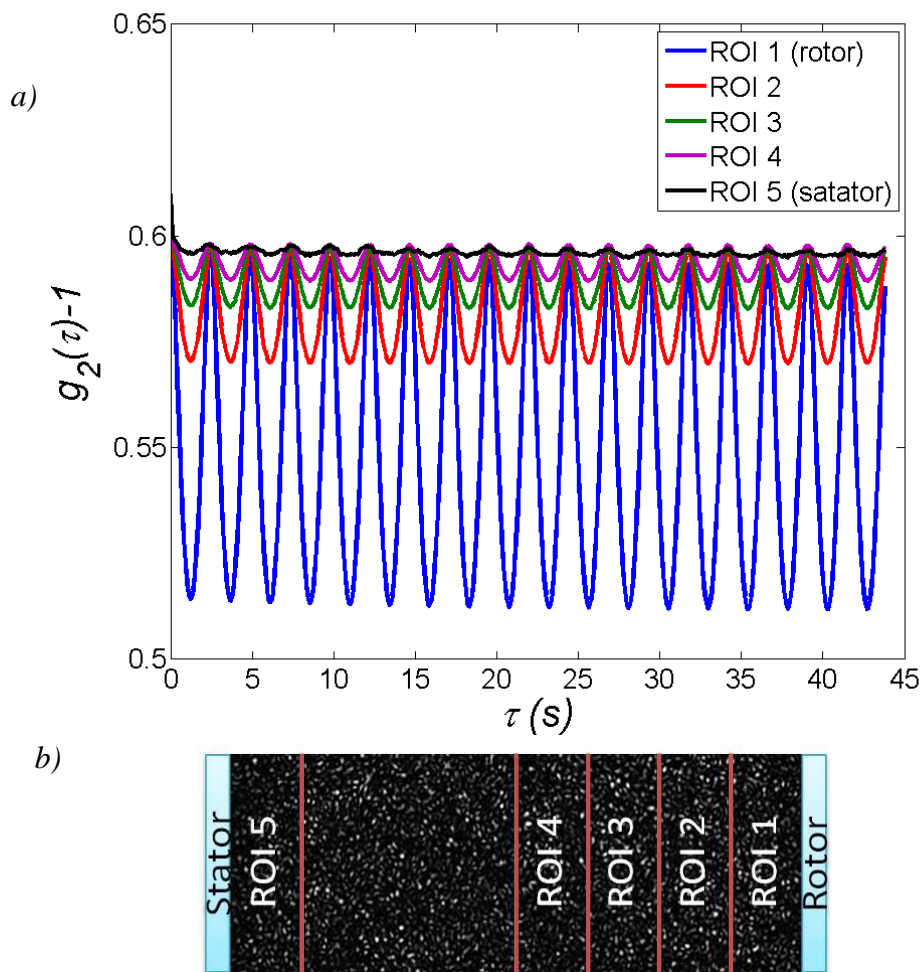 a)
0.65
0.6
0.55
0.5
g2(τ)-1
ROI 1 (rotor)
ROI 2
ROI 3
ROI 4
ROI 5 (satator)
0 5 10 15 20 25 30 35 40 45
τ (s)
b)
Stator
ROI 5
ROI 4
ROI 3
ROI 2
ROI 1
Rotor